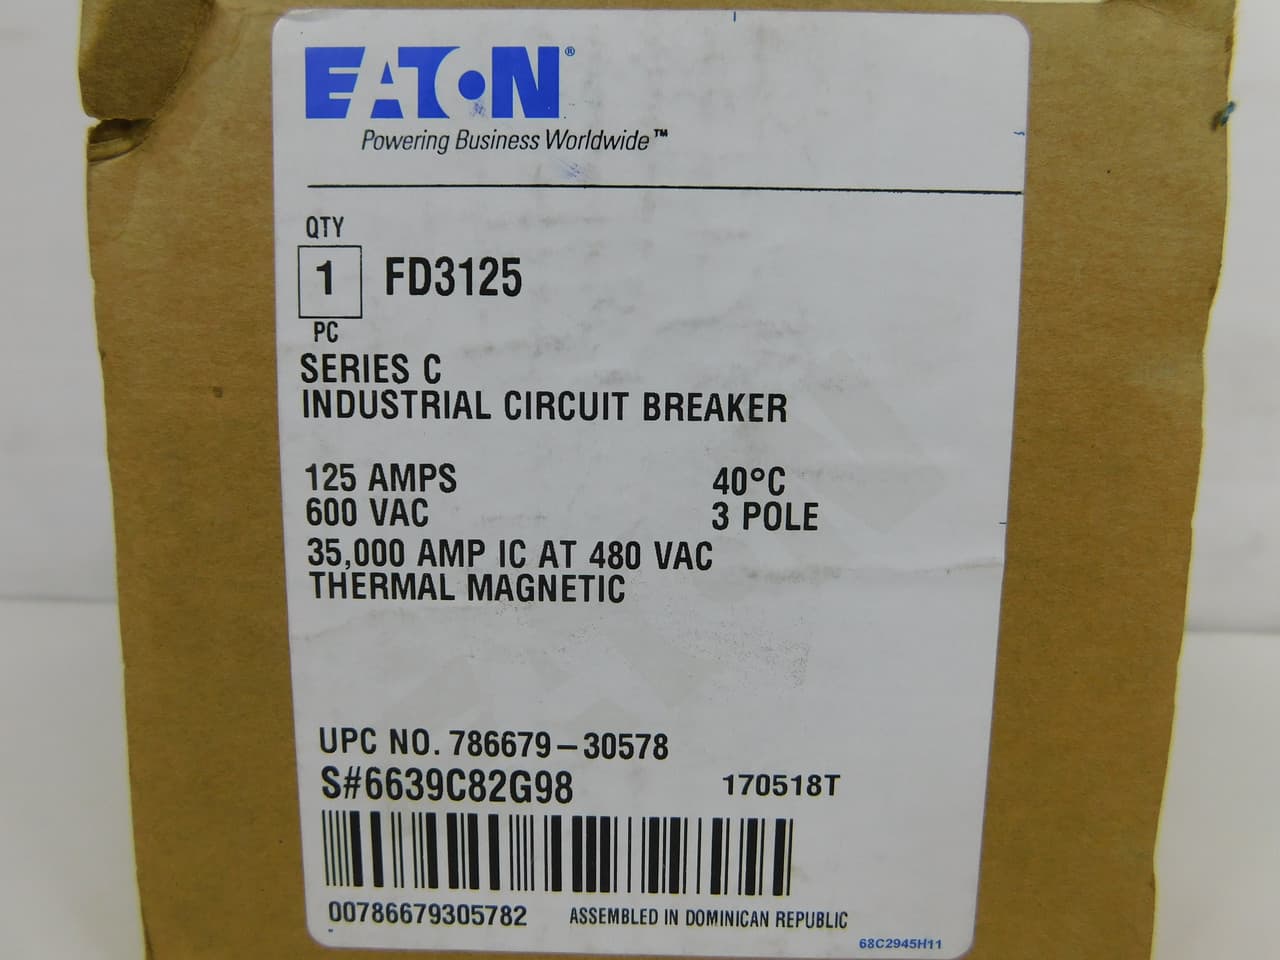 EATON®
Powering Business Worldwide™
QTY
1 FD3125
PC
SERIES C
INDUSTRIAL CIRCUIT BREAKER
125 AMPS 40°C
600 VAC 3 POLE
35,000 AMP IC AT 480 VAC
THERMAL MAGNETIC
UPC NO. 786679-30578
S#6639C82G98 170518T
00786679305782 ASSEMBLED IN DOMINICAN REPUBLIC
68C2945H11